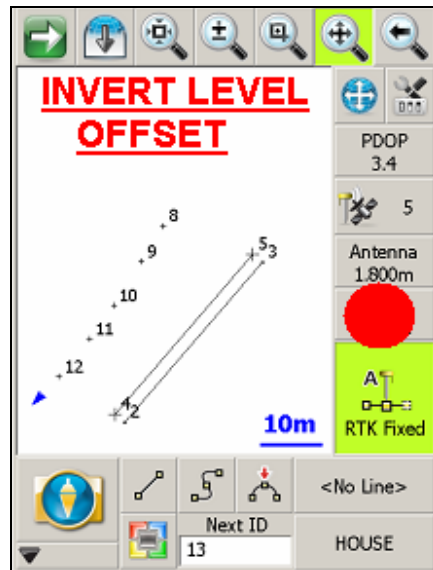 INVERT LEVEL
OFFSET
PDOP
3.4
5
Antenna
1.800m
A
RTK Fixed
8
9
10
11
12
5
3
4
2
10m
<No Line>
Next ID
13
HOUSE